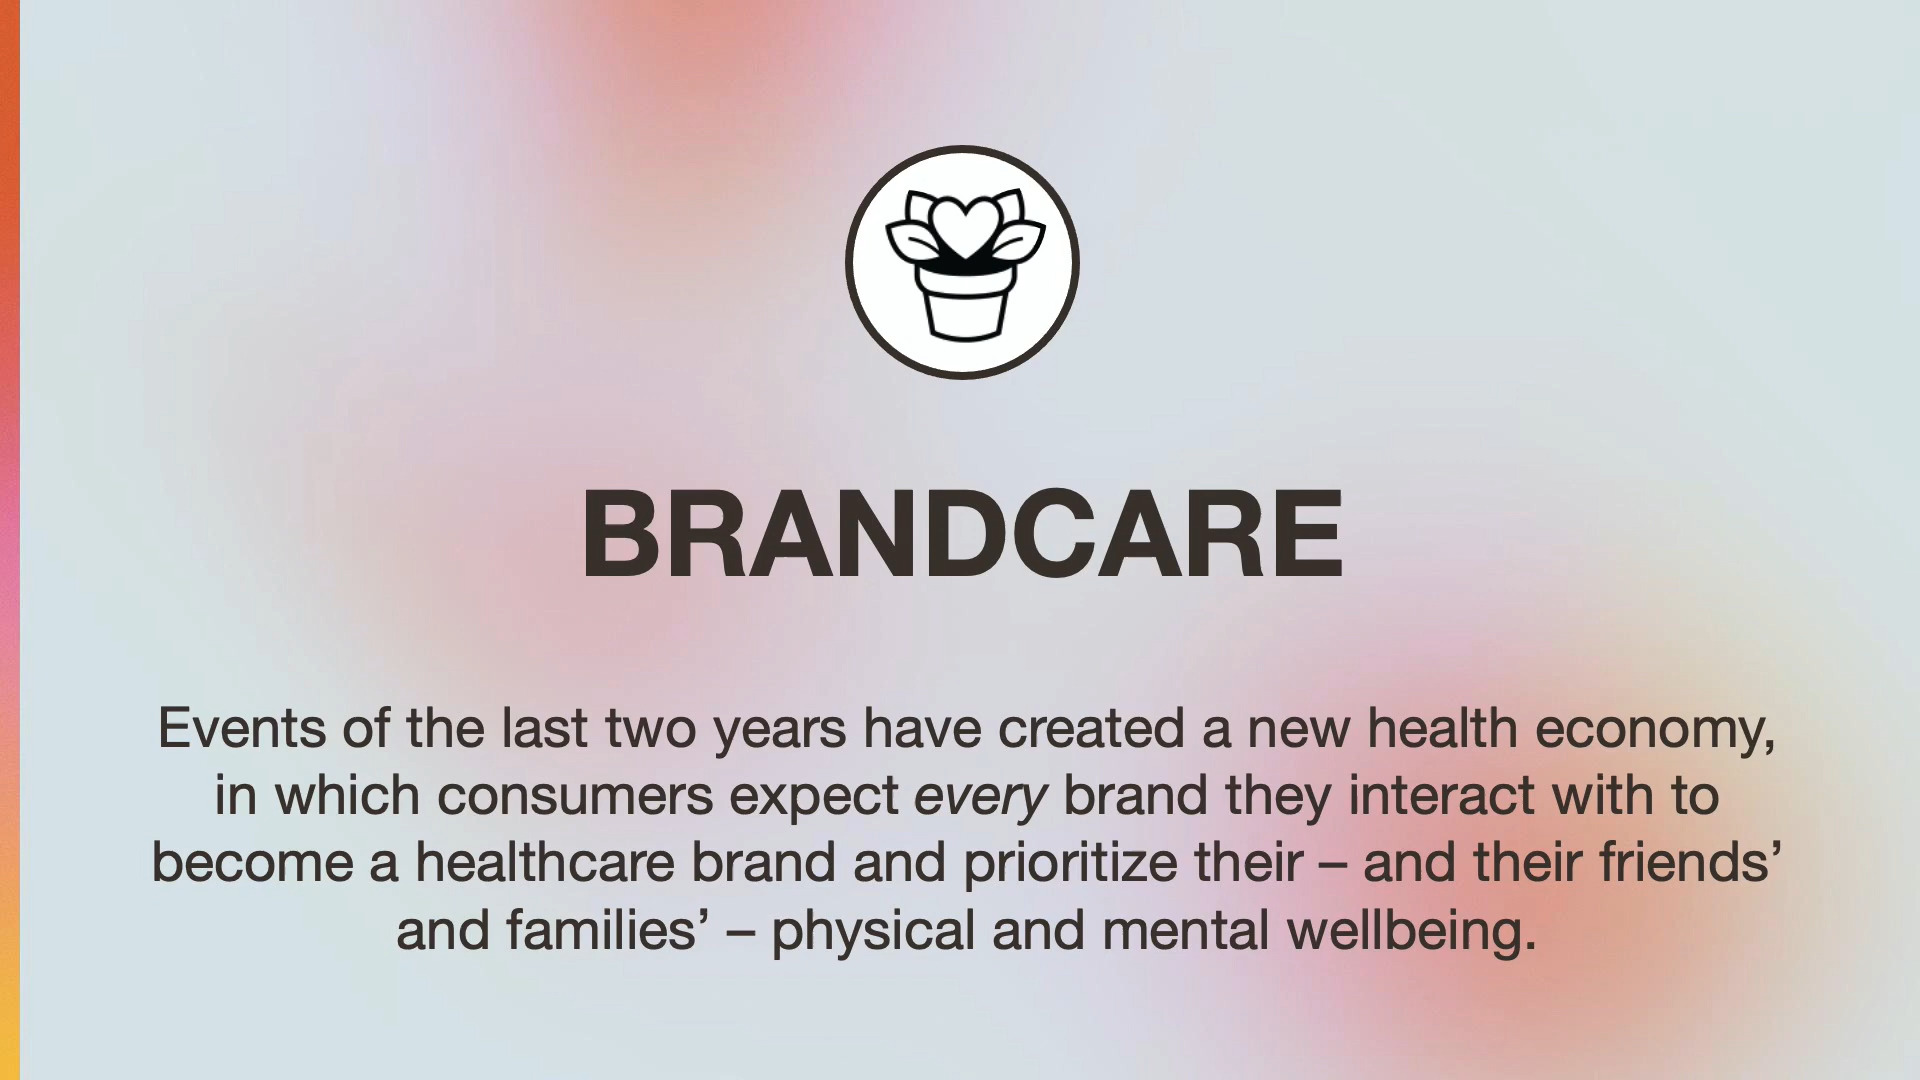 BRANDCARE
Events of the last two years have created a new health economy,
in which consumers expect every brand they interact with to
become a healthcare brand and prioritize their – and their friends’
and families’ – physical and mental wellbeing.